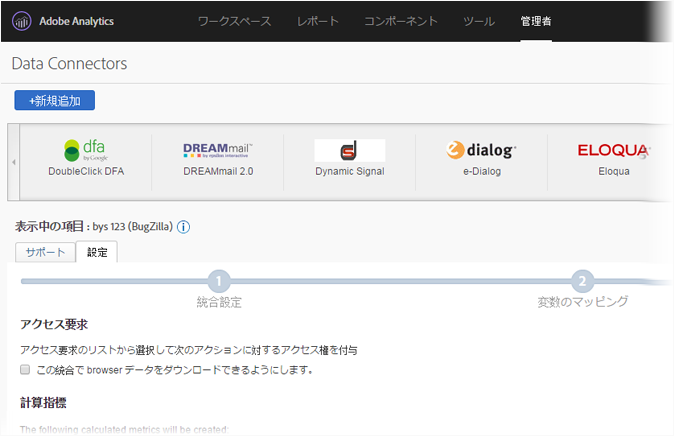 Adobe Analytics ワークスペース レポート コンポーネント ツール 管理者
Data Connectors
+新規追加
dfa by Google DREAMmail™ by epsilon interactive d e dialog® ELOQUA
DoubleClick DFA DREAMmail 2.0 Dynamic Signal e-Dialog Eloqua
表示中の項目 : bys 123 (BugZilla) i
サポート 設定
1 2
統合設定 変数のマッピング
アクセス要求
アクセス要求のリストから選択して次のアクションに対するアクセス権を付与
この統合で browser データをダウンロードできるようにします。
計算指標
The following calculated metrics will be created: